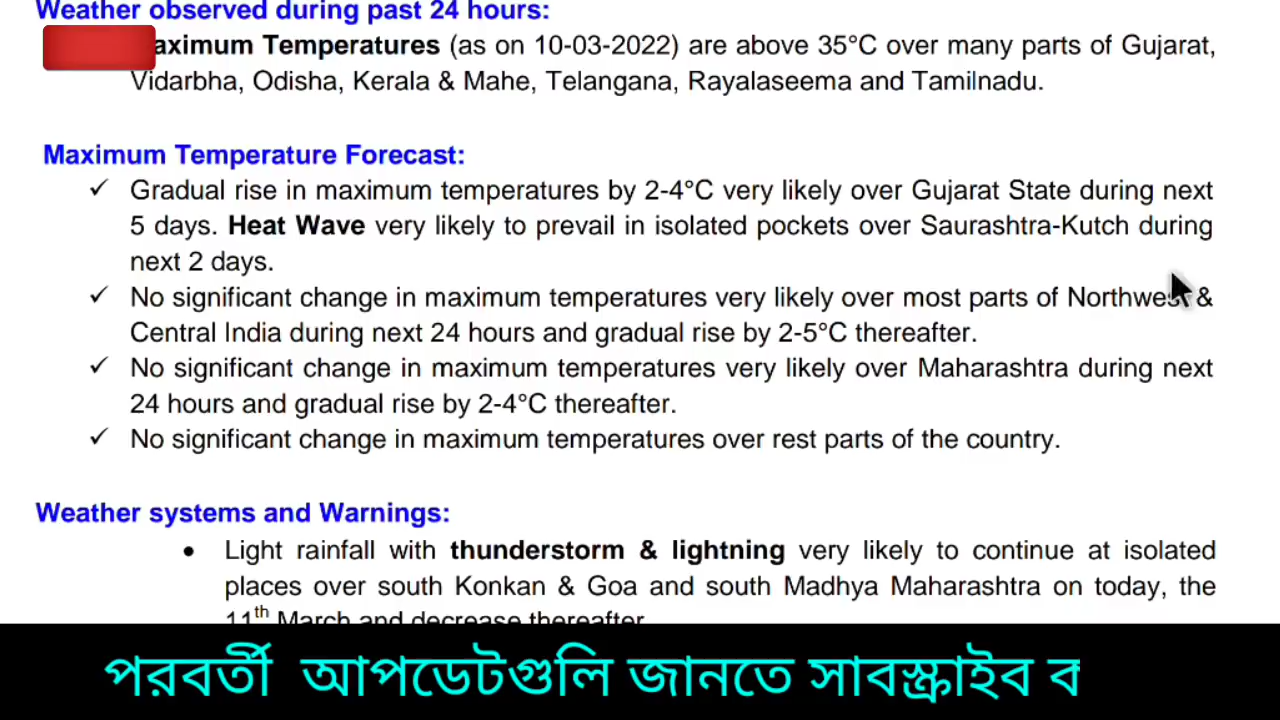 Weather observed during past 24 hours:
aximum Temperatures (as on 10-03-2022) are above 35°C over many parts of Gujarat,
Vidarbha, Odisha, Kerala & Mahe, Telangana, Rayalaseema and Tamilnadu.
Maximum Temperature Forecast:
✓ Gradual rise in maximum temperatures by 2-4°C very likely over Gujarat State during next
5 days. Heat Wave very likely to prevail in isolated pockets over Saurashtra-Kutch during
next 2 days.
✓ No significant change in maximum temperatures very likely over most parts of Northwest &
Central India during next 24 hours and gradual rise by 2-5°C thereafter.
✓ No significant change in maximum temperatures very likely over Maharashtra during next
24 hours and gradual rise by 2-4°C thereafter.
✓ No significant change in maximum temperatures over rest parts of the country.
Weather systems and Warnings:
• Light rainfall with thunderstorm & lightning very likely to continue at isolated
places over south Konkan & Goa and south Madhya Maharashtra on today, the
11th March and decrease thereafter.
পরবর্তী আপডেটগুলি জানতে সাবস্ক্রাইব ব